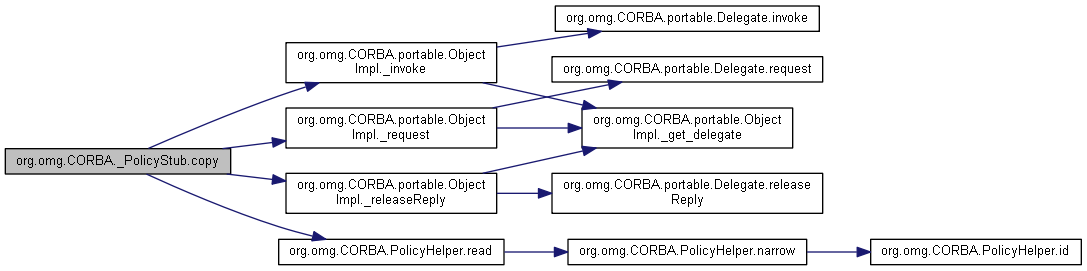 org.omg.CORBA._PolicyStub.copy
org.omg.CORBA.portable.Object
Impl._invoke
org.omg.CORBA.portable.Object
Impl._request
org.omg.CORBA.portable.Object
Impl._releaseReply
org.omg.CORBA.PolicyHelper.read
org.omg.CORBA.portable.Delegate.invoke
org.omg.CORBA.portable.Delegate.request
org.omg.CORBA.portable.Object
Impl._get_delegate
org.omg.CORBA.portable.Delegate.release
Reply
org.omg.CORBA.PolicyHelper.narrow
org.omg.CORBA.PolicyHelper.id